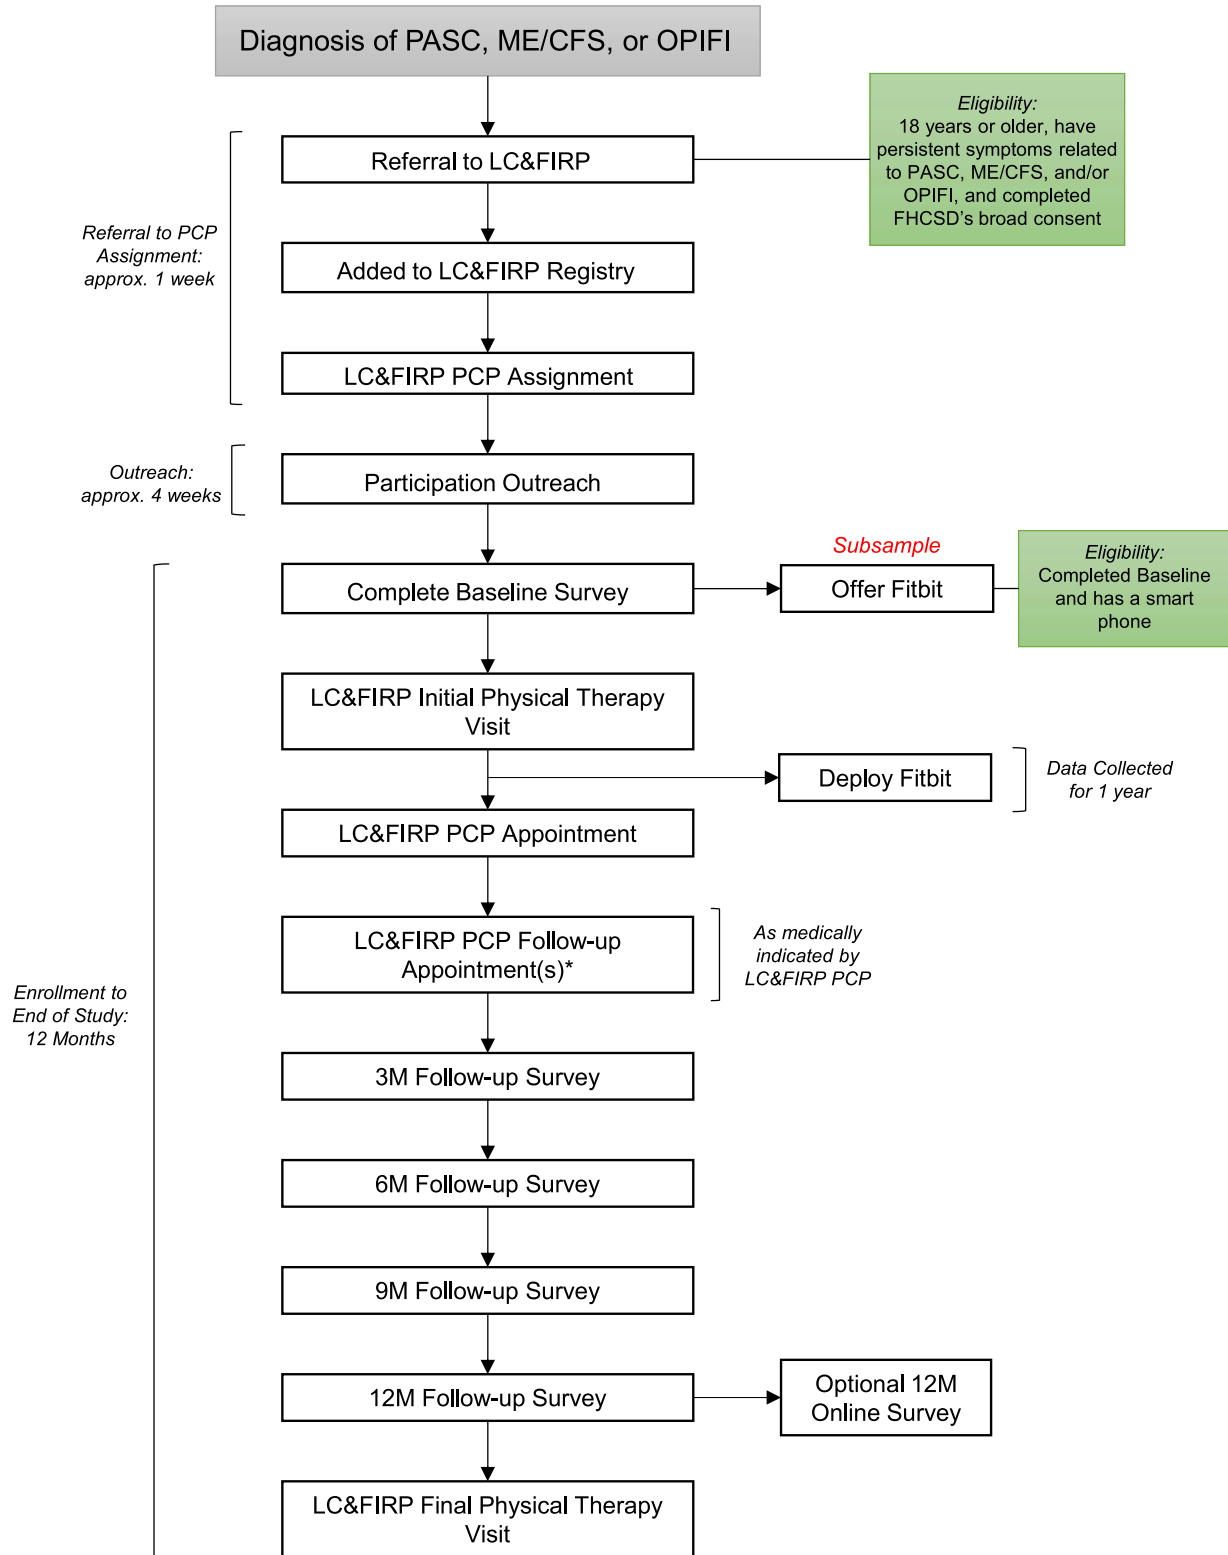 Diagnosis of PASC, ME/CFS, or OPIFI
Eligibility:
18 years or older, have
persistent symptoms related
to PASC, ME/CFS, and/or
OPIFI, and completed
FHCSD's broad consent
Referral to LC&FIRP
Referral to PCP
Assignment:
approx. 1 week
Added to LC&FIRP Registry
LC&FIRP PCP Assignment
Outreach:
approx. 4 weeks
Participation Outreach
Subsample
Complete Baseline Survey
Offer Fitbit
Eligibility:
Completed Baseline
and has a smart
phone
LC&FIRP Initial Physical Therapy
Visit
Deploy Fitbit
Data Collected
for 1 year
LC&FIRP PCP Appointment
LC&FIRP PCP Follow-up
Appointment(s)*
As medically
indicated by
LC&FIRP PCP
Enrollment to
End of Study:
12 Months
3M Follow-up Survey
6M Follow-up Survey
9M Follow-up Survey
12M Follow-up Survey
Optional 12M
Online Survey
LC&FIRP Final Physical Therapy
Visit